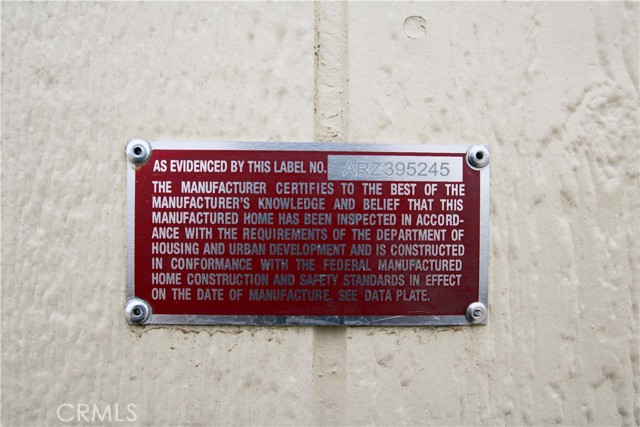 AS EVIDENCED BY THIS LABEL NO. ARZ395245
THE MANUFACTURER CERTIFIES TO THE BEST OF THE
MANUFACTURER'S KNOWLEDGE AND BELIEF THAT THIS
MANUFACTURED HOME HAS BEEN INSPECTED IN ACCORD-
ANCE WITH THE REQUIREMENTS OF THE DEPARTMENT OF
HOUSING AND URBAN DEVELOPMENT AND IS CONSTRUCTED
IN CONFORMANCE WITH THE FEDERAL MANUFACTURED
HOME CONSTRUCTION AND SAFETY STANDARDS IN EFFECT
ON THE DATE OF MANUFACTURE. SEE DATA PLATE.
CRMLS